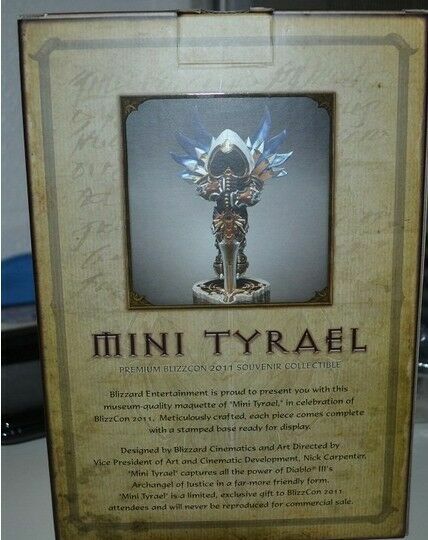 MINI TYRAEL
PREMIUM BLIZZCON 2011 SOUVENIR COLLECTIBLE
Blizzard Entertainment is proud to present you with this
museum-quality maquette of "Mini Tyrael," in celebration of
BlizzCon 2011. Meticulously crafted, each piece comes complete
with a stamped base ready for display.
Designed by Blizzard Cinematics and Art Directed by
Vice President of Art and Cinematic Development, Nick Carpenter,
"Mini Tyrael" captures all the power of Diablo® III's
Archangel of Justice in a far-more friendly form.
"Mini Tyrael" is a limited, exclusive gift to BlizzCon 2011
attendees and will never be reproduced for commercial sale.